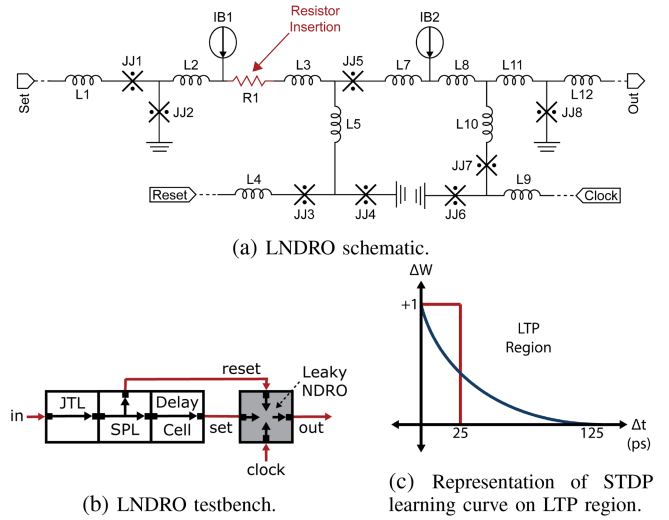 IB1
Resistor
Insertion
IB2
JJ1
L2
L3
JJ5
L7
L8
L11
Set
L1
R1
L12
Out
JJ2
L5
L10
JJ8
JJ7
Reset
L4
L9
Clock
JJ3
JJ4
JJ6
(a) LNDRO schematic.
ΔW
+1
LTP
Region
25
125
Δt
(ps)
reset
Leaky
NDRO
in
JTL
SPL
Delay
Cell
set
out
clock
(b) LNDRO testbench.
(c) Representation of STDP
learning curve on LTP region.